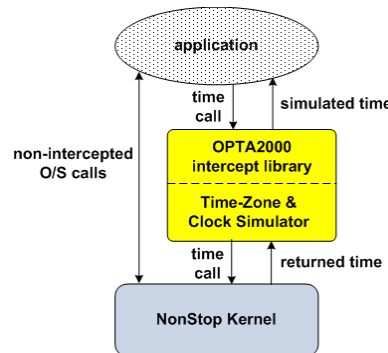 application
time
call
simulated time
non-intercepted
O/S calls
OPTA2000
intercept library
Time-Zone &
Clock Simulator
time
call
returned time
NonStop Kernel